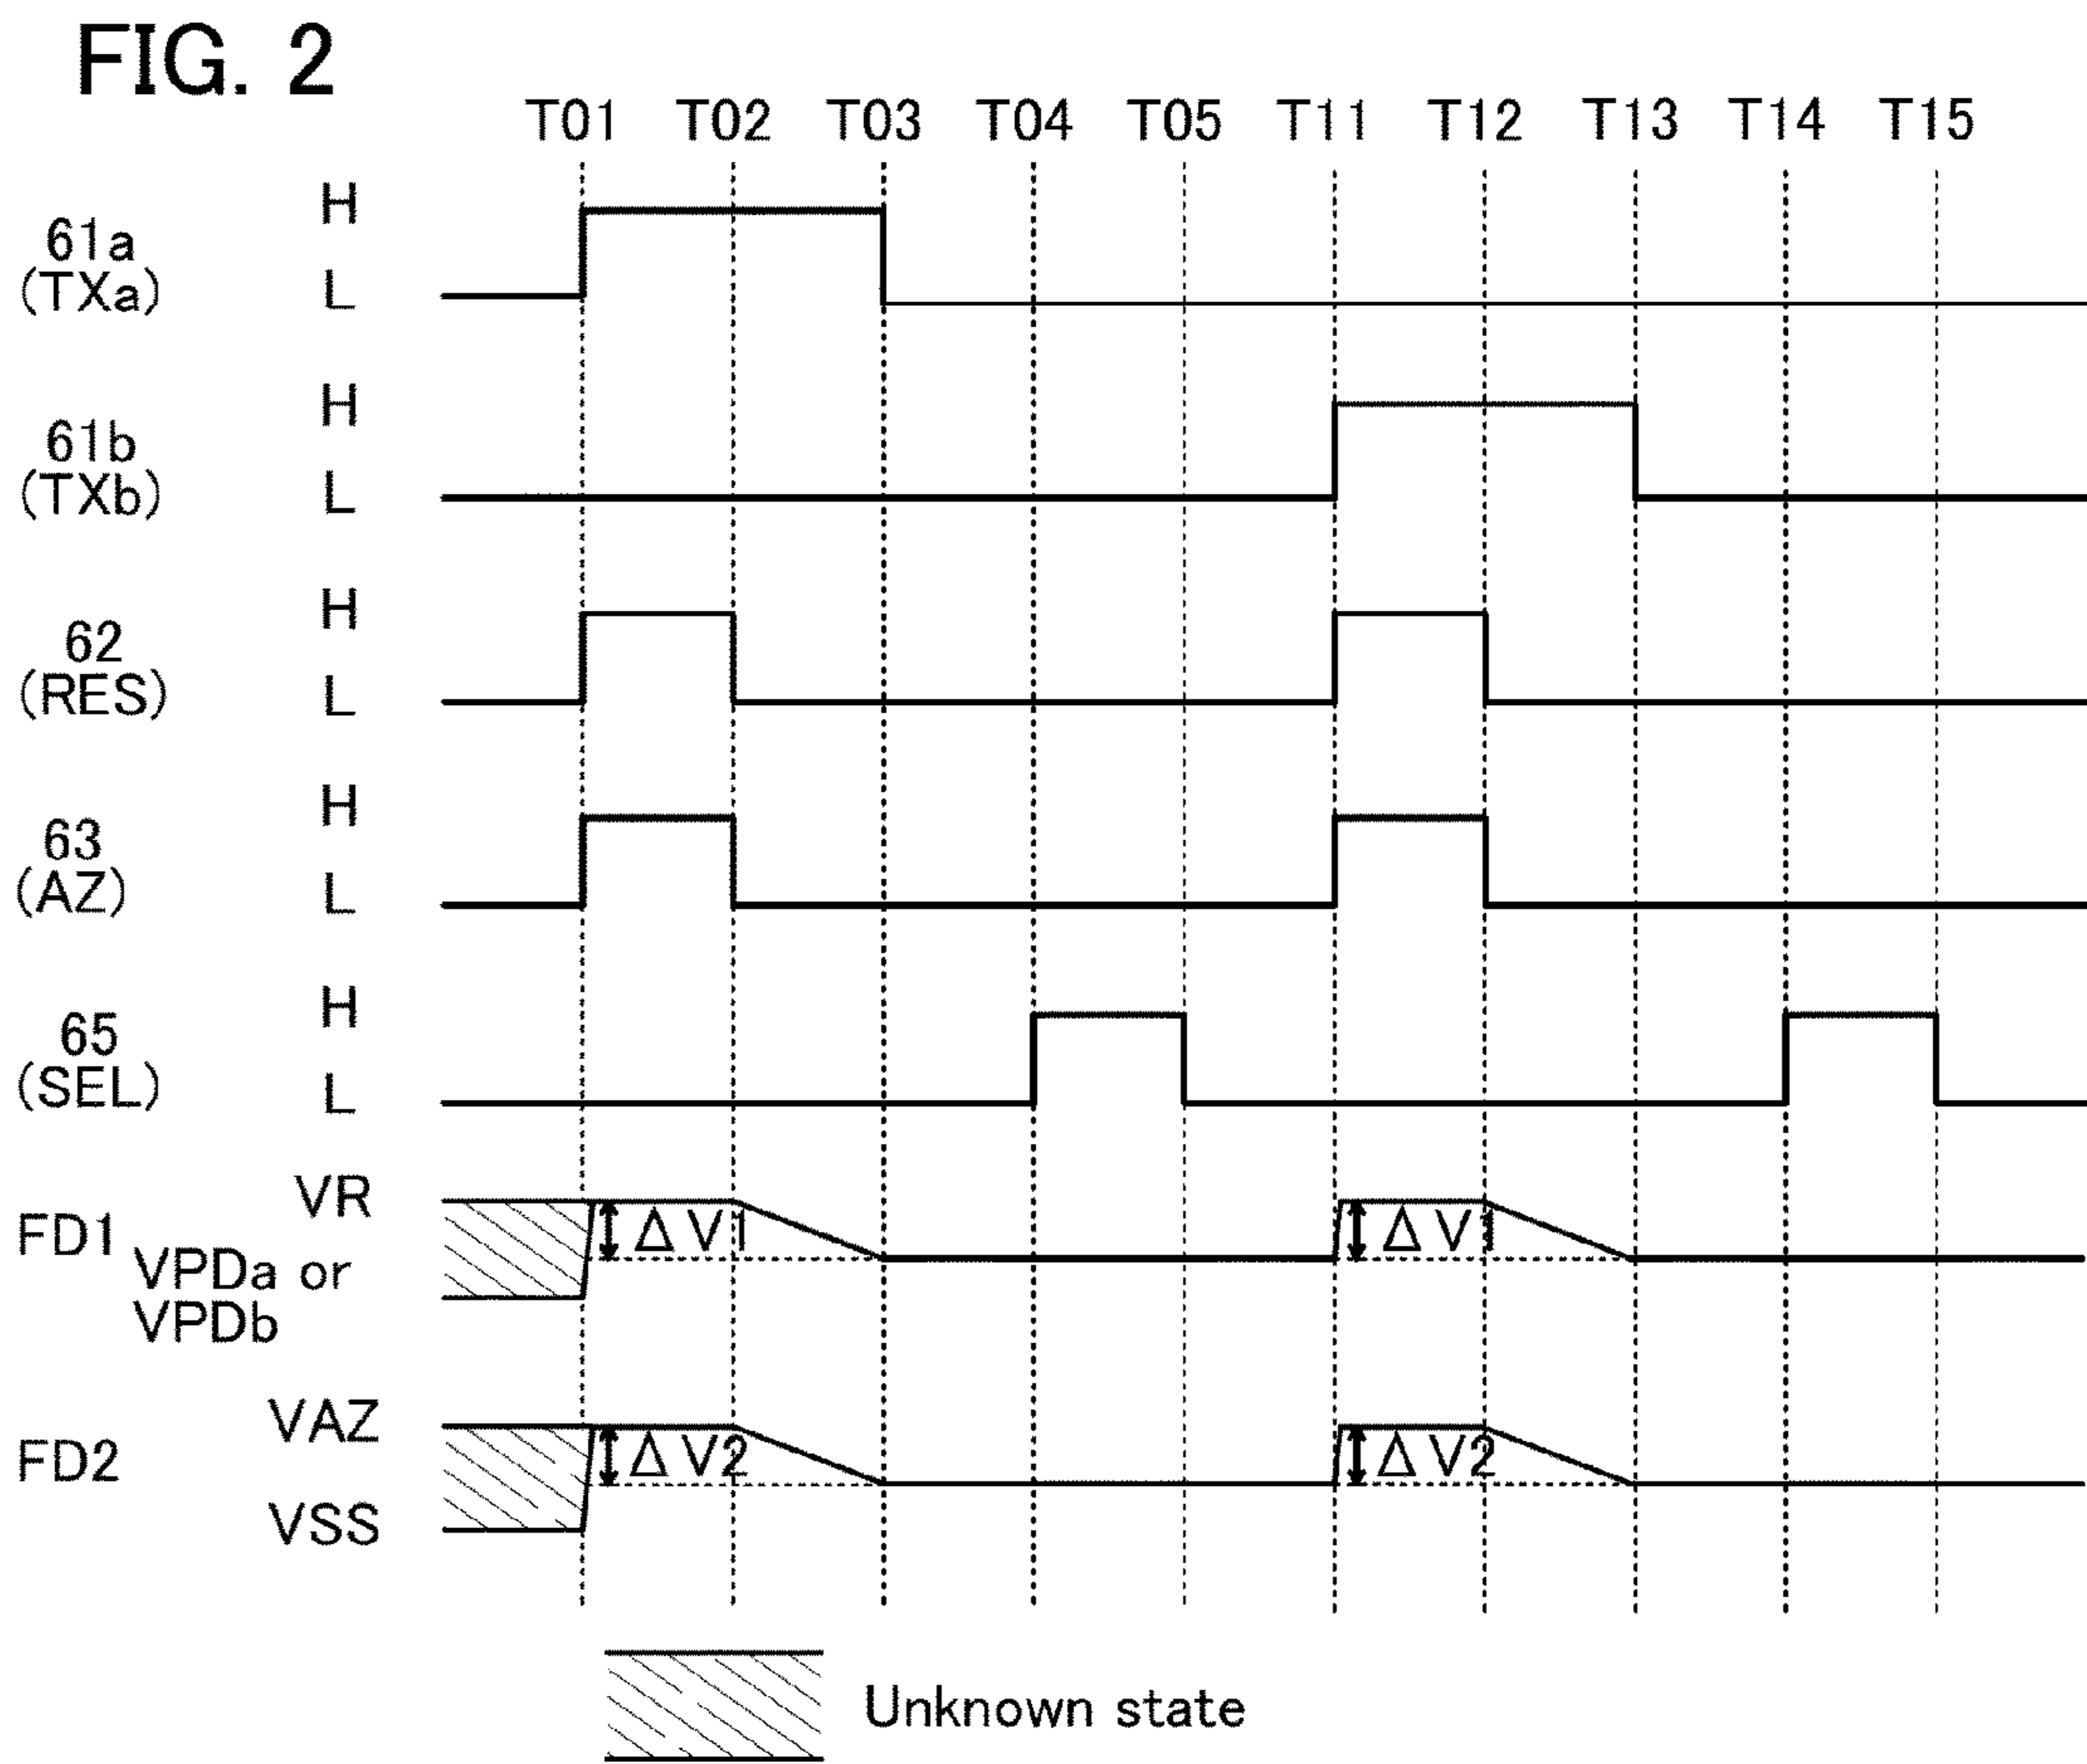 FIG. 2
T01 T02 T03 T04 T05 T11 T12 T13 T14 T15
H
61a
(TXa) L
H
61b
(TXb) L
H
62
(RES) L
H
63
(AZ) L
H
65
(SEL) L
VR
FD1 ΔV1 ΔV1
VPDa or
VPDb
VAZ
FD2 ΔV2 ΔV2
VSS
Unknown state